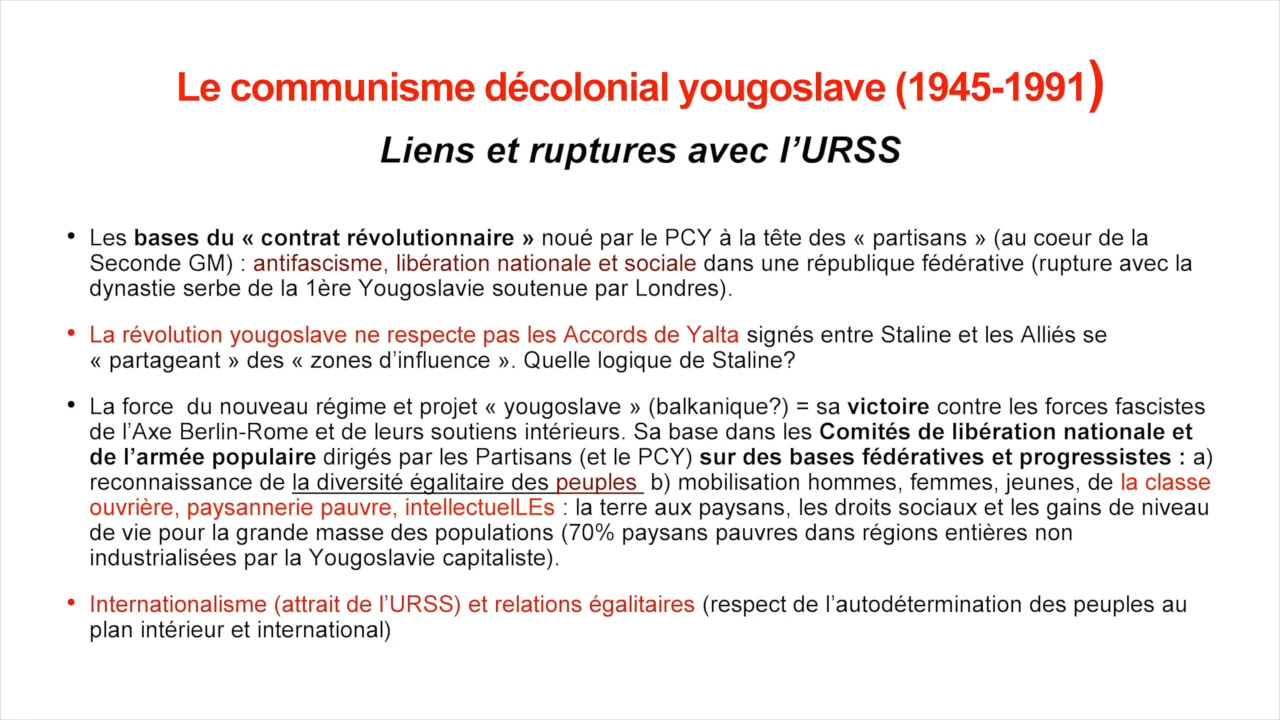 Le communisme décolonial yougoslave (1945-1991)
Liens et ruptures avec l’URSS
• Les bases du « contrat révolutionnaire » noué par le PCY à la tête des « partisans » (au coeur de la
Seconde GM) : antifascisme, libération nationale et sociale dans une république fédérative (rupture avec la
dynastie serbe de la 1ère Yougoslavie soutenue par Londres).
• La révolution yougoslave ne respecte pas les Accords de Yalta signés entre Staline et les Alliés se
« partageant » des « zones d’influence ». Quelle logique de Staline?
• La force  du nouveau régime et projet « yougoslave » (balkanique?) = sa victoire contre les forces fascistes
de l’Axe Berlin-Rome et de leurs soutiens intérieurs. Sa base dans les Comités de libération nationale et
de l’armée populaire dirigés par les Partisans (et le PCY) sur des bases fédératives et progressistes : a)
reconnaissance de la diversité égalitaire des peuples  b) mobilisation hommes, femmes, jeunes, de la classe
ouvrière, paysannerie pauvre, intellectuelLEs : la terre aux paysans, les droits sociaux et les gains de niveau
de vie pour la grande masse des populations (70% paysans pauvres dans régions entières non
industrialisées par la Yougoslavie capitaliste).
• Internationalisme (attrait de l’URSS) et relations égalitaires (respect de l’autodétermination des peuples au
plan intérieur et international)